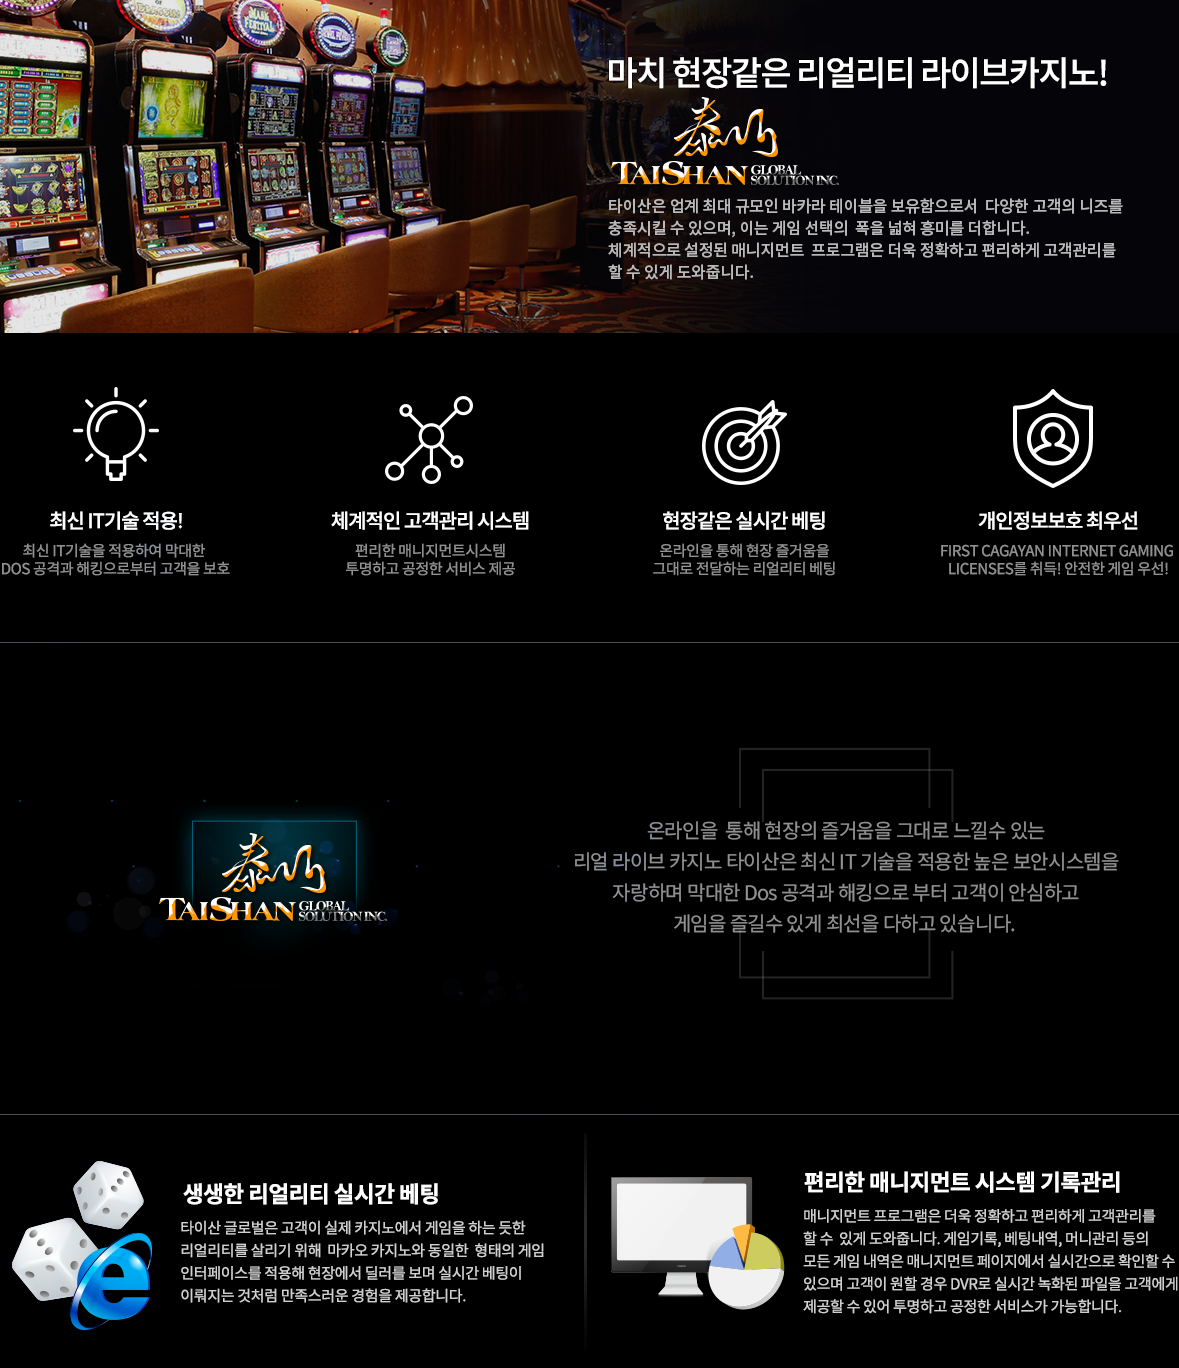 마치 현장같은 리얼리티 라이브카지노!
泰山
TAISHAN GLOBAL SOLUTION INC.
타이산은 업계 최대 규모인 바카라 테이블을 보유함으로서 다양한 고객의 니즈를
충족시킬 수 있으며, 이는 게임 선택의 폭을 넓혀 흥미를 더합니다.
체계적으로 설정된 매니지먼트 프로그램은 더욱 정확하고 편리하게 고객관리를
할 수 있게 도와줍니다.
최신 IT기술 적용!
최신 IT기술을 적용하여 막대한
DOS 공격과 해킹으로부터 고객을 보호
체계적인 고객관리 시스템
편리한 매니지먼트시스템
투명하고 공정한 서비스 제공
현장같은 실시간 베팅
온라인을 통해 현장 즐거움을
그대로 전달하는 리얼리티 베팅
개인정보보호 최우선
FIRST CAGAYAN INTERNET GAMING
LICENSES를 취득! 안전한 게임 우선!
泰山
TAISHAN GLOBAL SOLUTION INC.
온라인을 통해 현장의 즐거움을 그대로 느낄수 있는
리얼 라이브 카지노 타이산은 최신 IT 기술을 적용한 높은 보안시스템을
자랑하며 막대한 Dos 공격과 해킹으로 부터 고객이 안심하고
게임을 즐길수 있게 최선을 다하고 있습니다.
생생한 리얼리티 실시간 베팅
타이산 글로벌은 고객이 실제 카지노에서 게임을 하는 듯한
리얼리티를 살리기 위해 마카오 카지노와 동일한 형태의 게임
인터페이스를 적용해 현장에서 딜러를 보며 실시간 베팅이
이뤄지는 것처럼 만족스러운 경험을 제공합니다.
편리한 매니지먼트 시스템 기록관리
매니지먼트 프로그램은 더욱 정확하고 편리하게 고객관리를
할 수 있게 도와줍니다. 게임기록, 베팅내역, 머니관리 등의
모든 게임 내역은 매니지먼트 페이지에서 실시간으로 확인할 수
있으며 고객이 원할 경우 DVR로 실시간 녹화된 파일을 고객에게
제공할 수 있어 투명하고 공정한 서비스가 가능합니다.